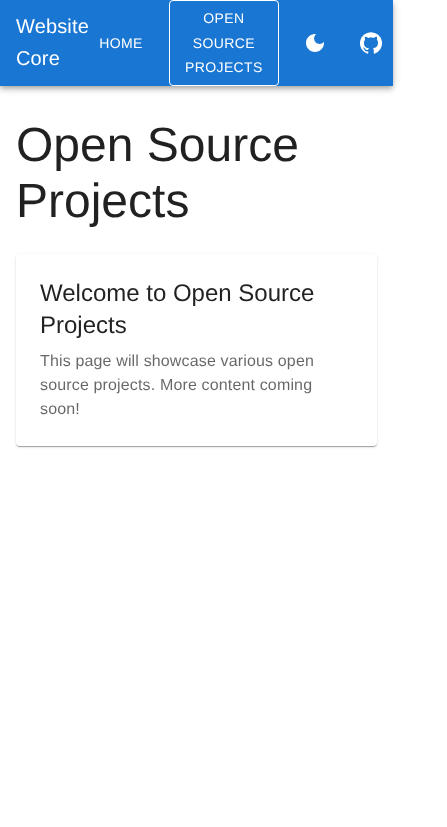 Website
Core
HOME
OPEN
SOURCE
PROJECTS
Open Source
Projects
Welcome to Open Source
Projects
This page will showcase various open
source projects. More content coming
soon!